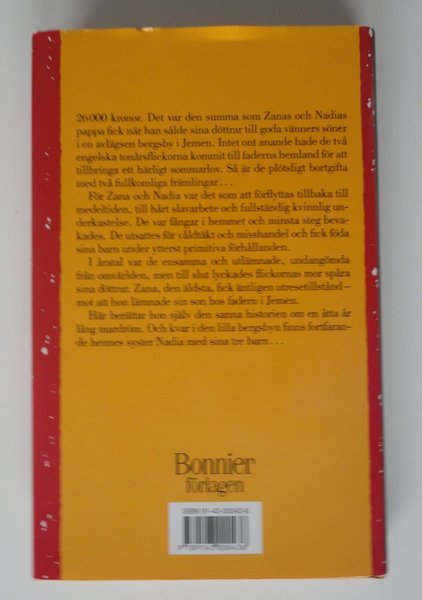 26 000 kronor. Det var den summa som Zanas och Nadias
pappa fick när han sålde sina döttrar till goda vänners söner
i en avlägsen bergsby i Jemen. Intet ont anande hade de två
engelska tonårsflickorna kommit till faderns hemland för att
tillbringa ett härligt sommarlov. Så är de plötsligt bortgifta
med två fullkomliga främlingar…
För Zana och Nadia var det som att förflyttas tillbaka till
medeltiden, till hårt slavarbete och fullständig kvinnlig un-
derkastelse. De var fångar i hemmet och minsta steg beva-
kades. De utsattes för våldtäkt och misshandel och fick föda
sina barn under ytterst primitiva förhållanden.
I åratal var de ensamma och utlämnade, undangömda
från omvärlden, men till slut lyckades flickornas mor spåra
sina döttrar. Zana, den äldsta, fick äntligen utresetillstånd –
mot att hon lämnade sin son hos fadern i Jemen.
Här berättar hon själv den sanna historien om en åtta år
lång mardröm. Och kvar i den lilla bergsbyn finns fortfaran-
de hennes syster Nadia med sina tre barn…
Bonnier
förlagen
ISBN 91-42-